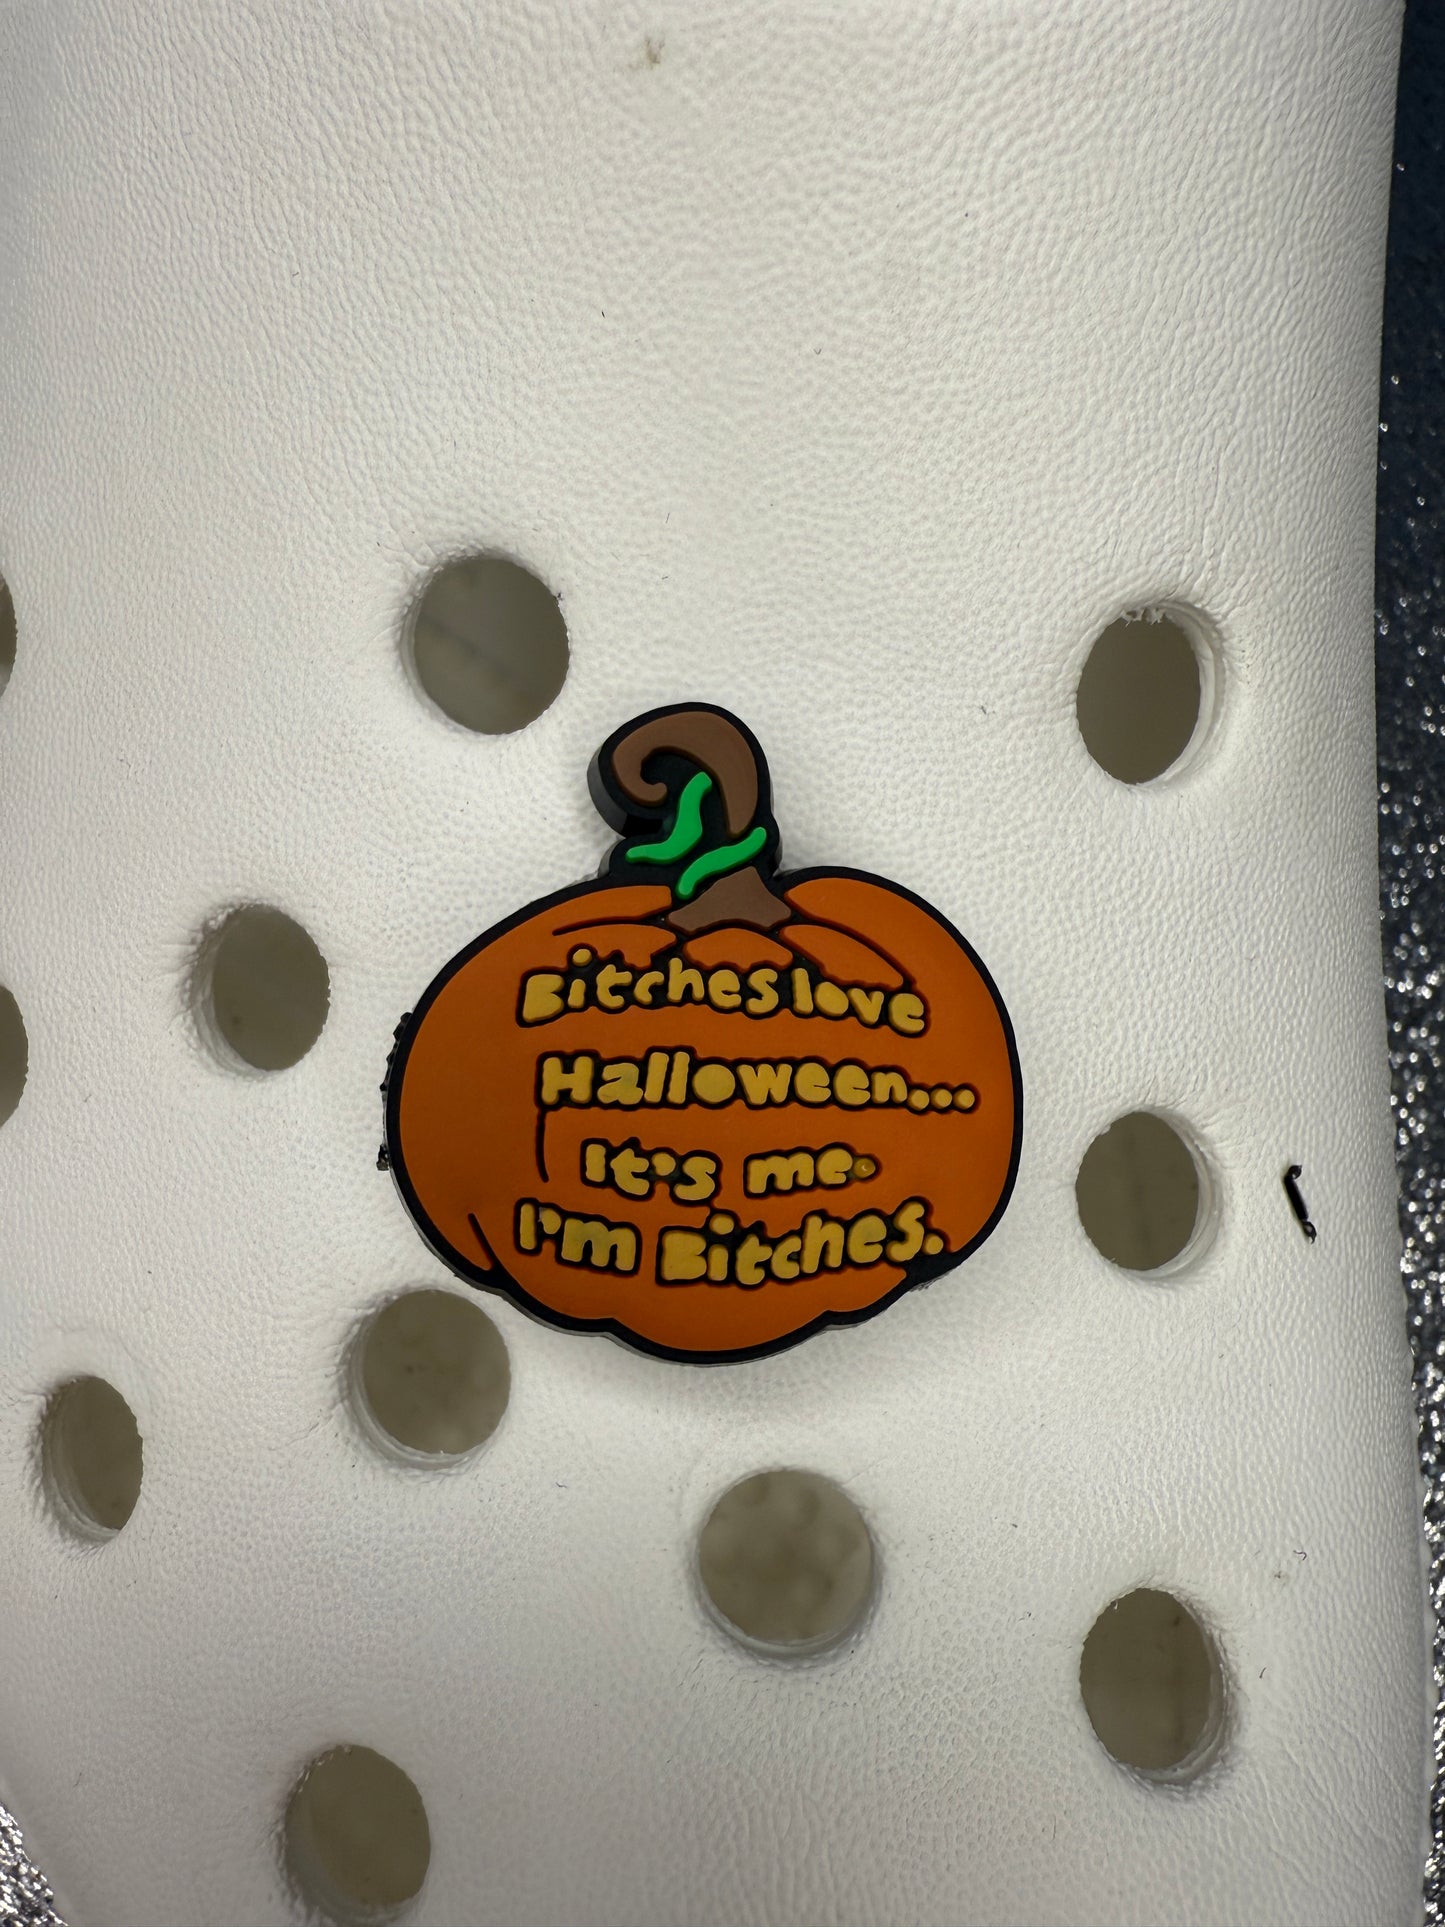 Bitches love
Halloween...
It's me.
I'm Bitches.